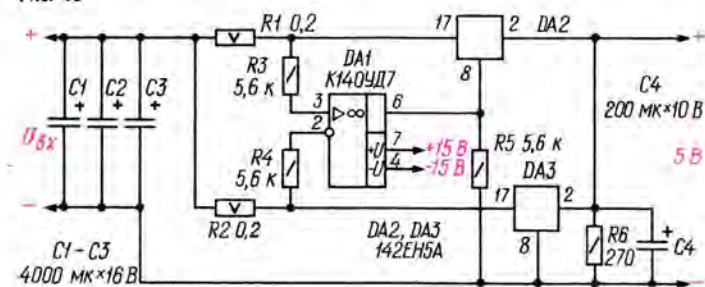 +
R1 0,2
17
2
DA2
+
C1
+
C2
+
C3
+
R3
5,6 к
DA1
К140УД7
8
C4
200 мк×10 В
3
▷∞
6
2
Uвх
R4
5,6 к
+U
7
+15 В
-U
4
-15 В
R5 5,6 к
DA3
5 В
17
2
−
R2 0,2
DA2, DA3
142ЕН5А
8
R6
270
+
C4
C1 – C3
4000 мк×16 В
−